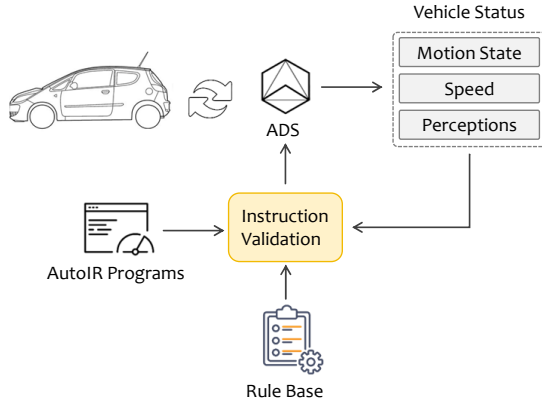 Vehicle Status
Motion State
Speed
Perceptions
ADS
Instruction
Validation
AutoIR Programs
Rule Base